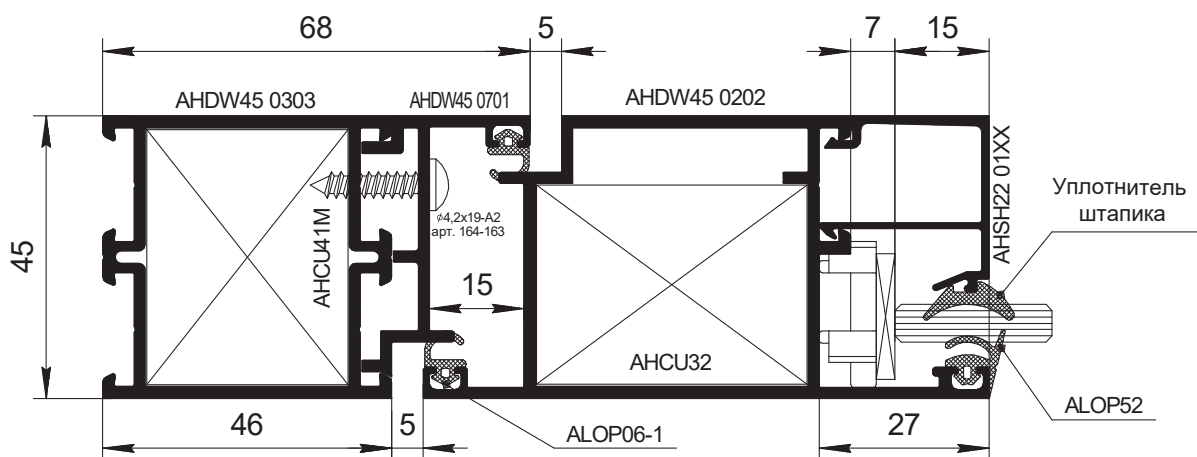 68
5
7
15
AHDW45 0303
AHDW45 0701
AHDW45 0202
AHSH22 01XX
Уплотнитель
штапика
45
AHCU41M
ϕ4,2x19-A2
арт. 164-163
15
AHCU32
ALOP52
46
5
ALOP06-1
27